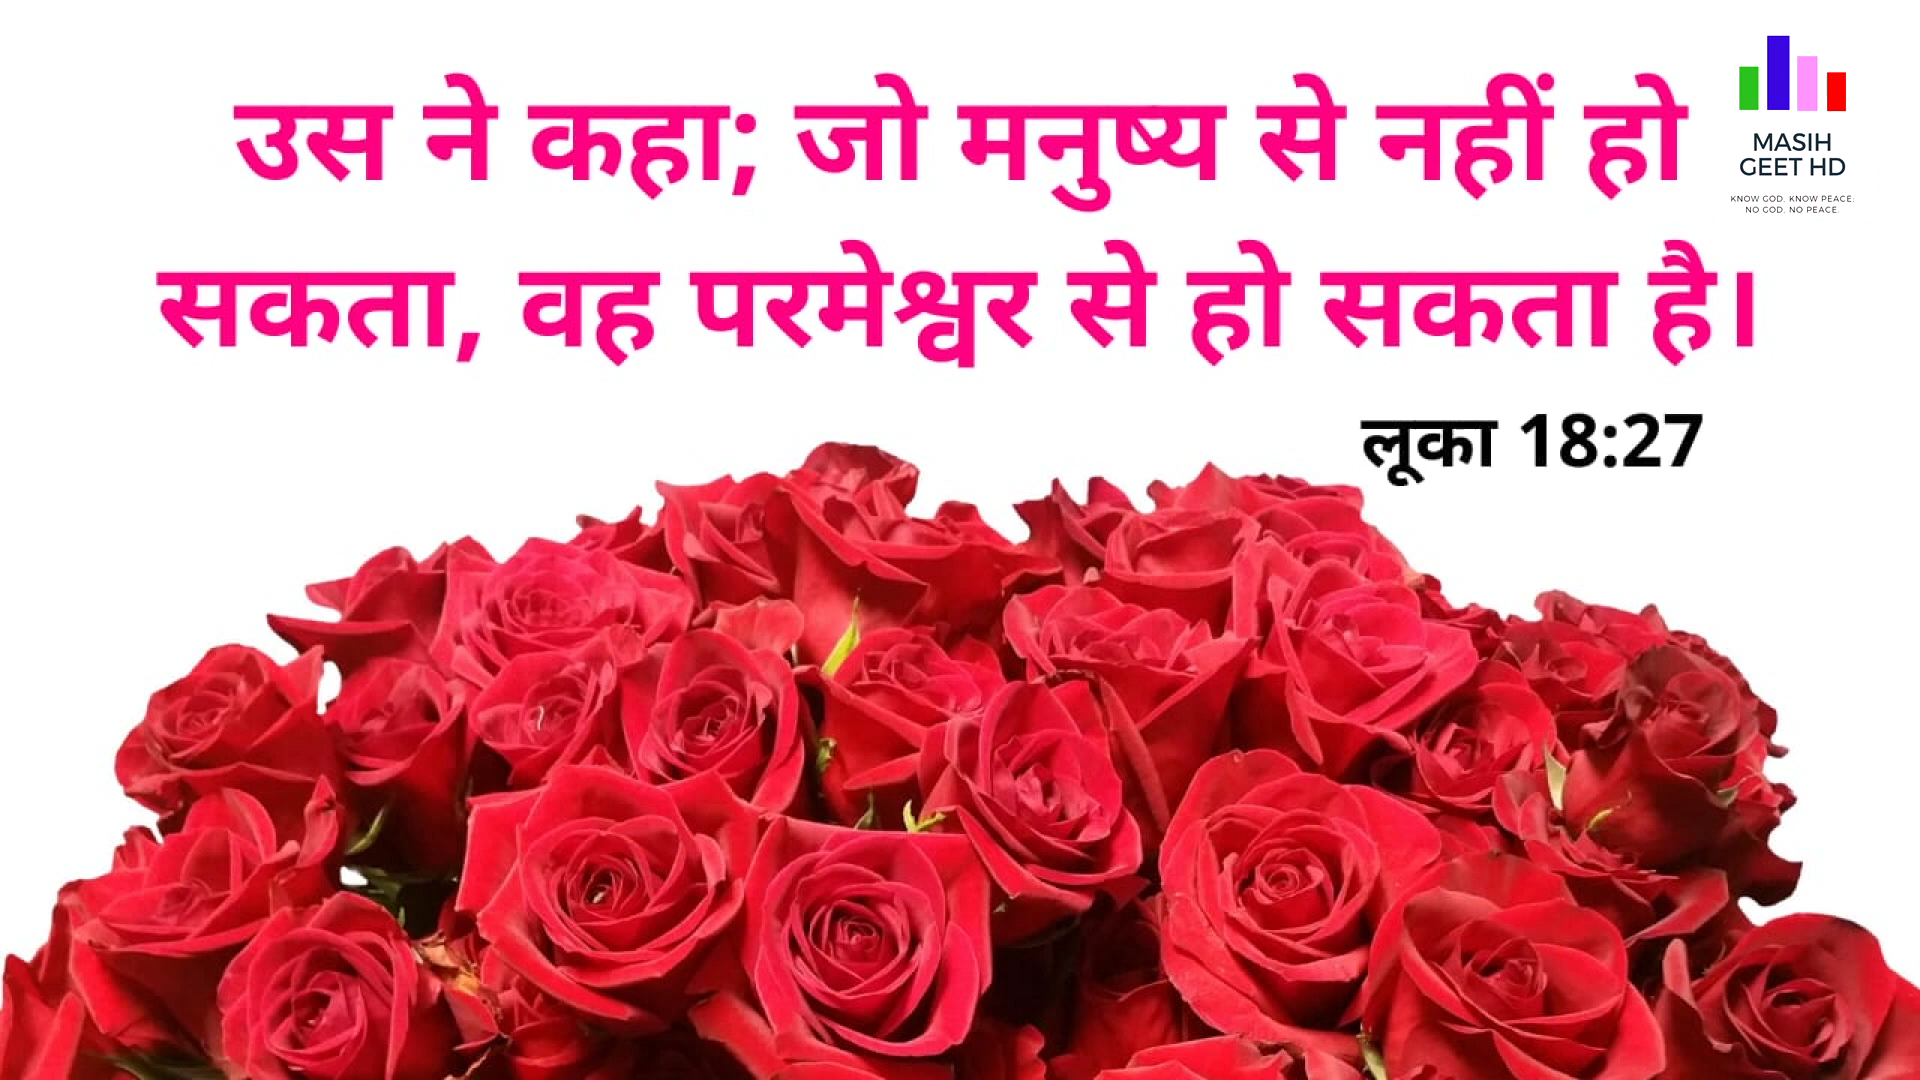 उस ने कहा; जो मनुष्य से नहीं हो
सकता, वह परमेश्वर से हो सकता है।
लूका 18:27
MASIH
GEET HD
KNOW GOD, KNOW PEACE;
NO GOD, NO PEACE.